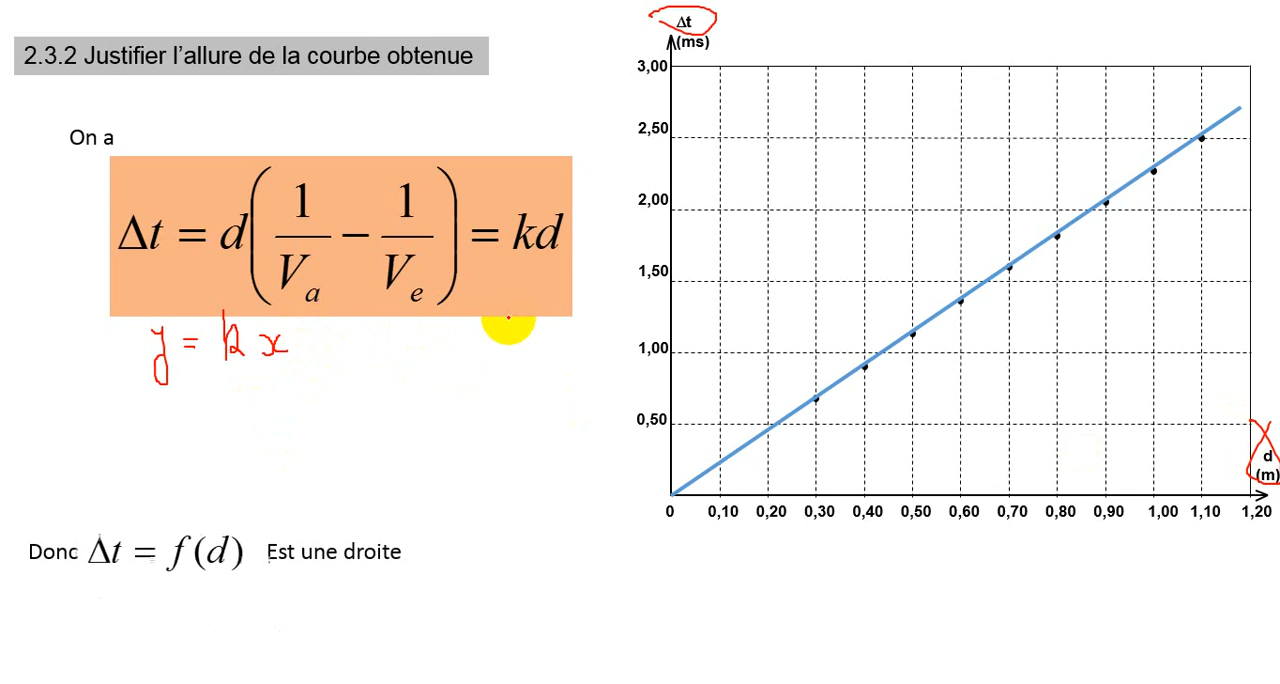 2.3.2 Justifier l'allure de la courbe obtenue
On a
Δt = d(1/Va − 1/Ve) = kd
y = k x
Donc Δt = f(d) Est une droite
Δt
(ms)
3,00
2,50
2,00
1,50
1,00
0,50
d
(m)
0 0,10 0,20 0,30 0,40 0,50 0,60 0,70 0,80 0,90 1,00 1,10 1,20